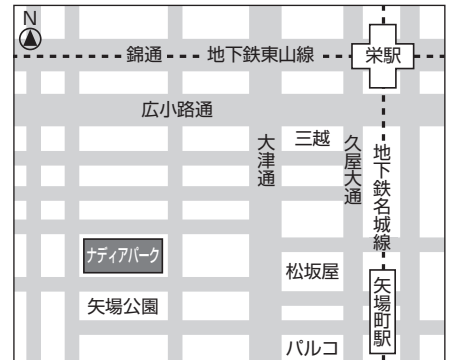 N
錦通
地下鉄東山線
栄駅
広小路通
大津通
三越
久屋大通
地下鉄名城線
ナディアパーク
松坂屋
矢場公園
矢場町駅
パルコ